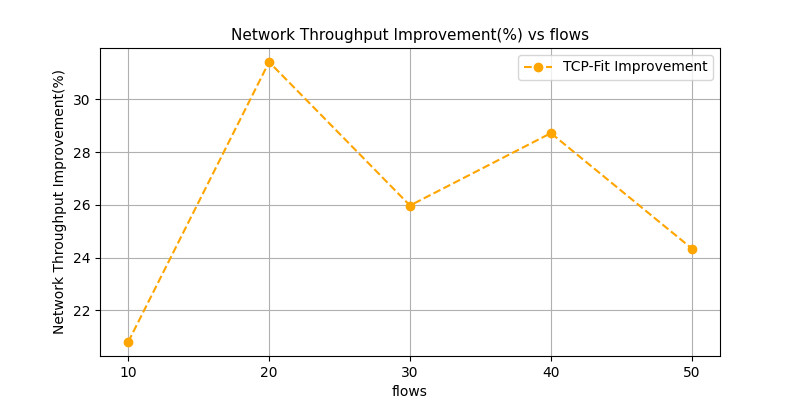 Network Throughput Improvement(%) vs flows
TCP-Fit Improvement
Network Throughput Improvement(%)
30
28
26
24
22
10 20 30 40 50
flows